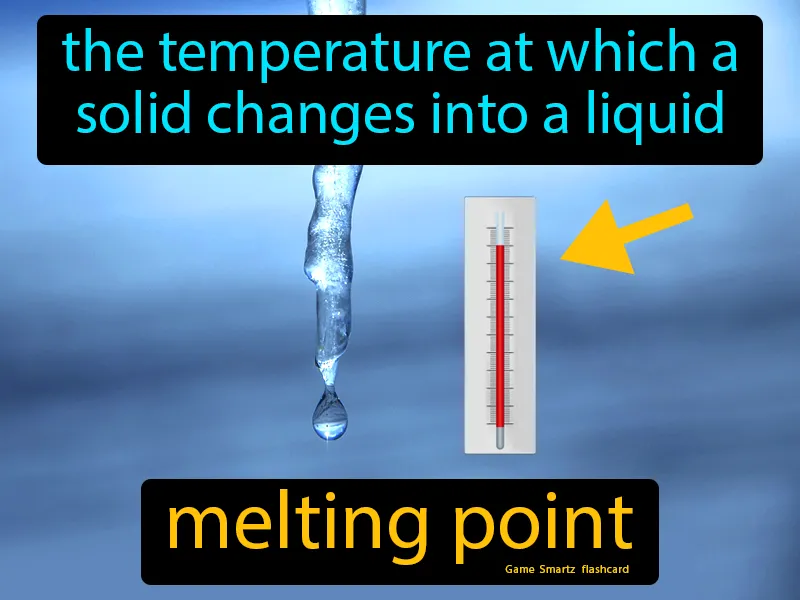 the temperature at which a
solid changes into a liquid
melting point
Game Smartz flashcard